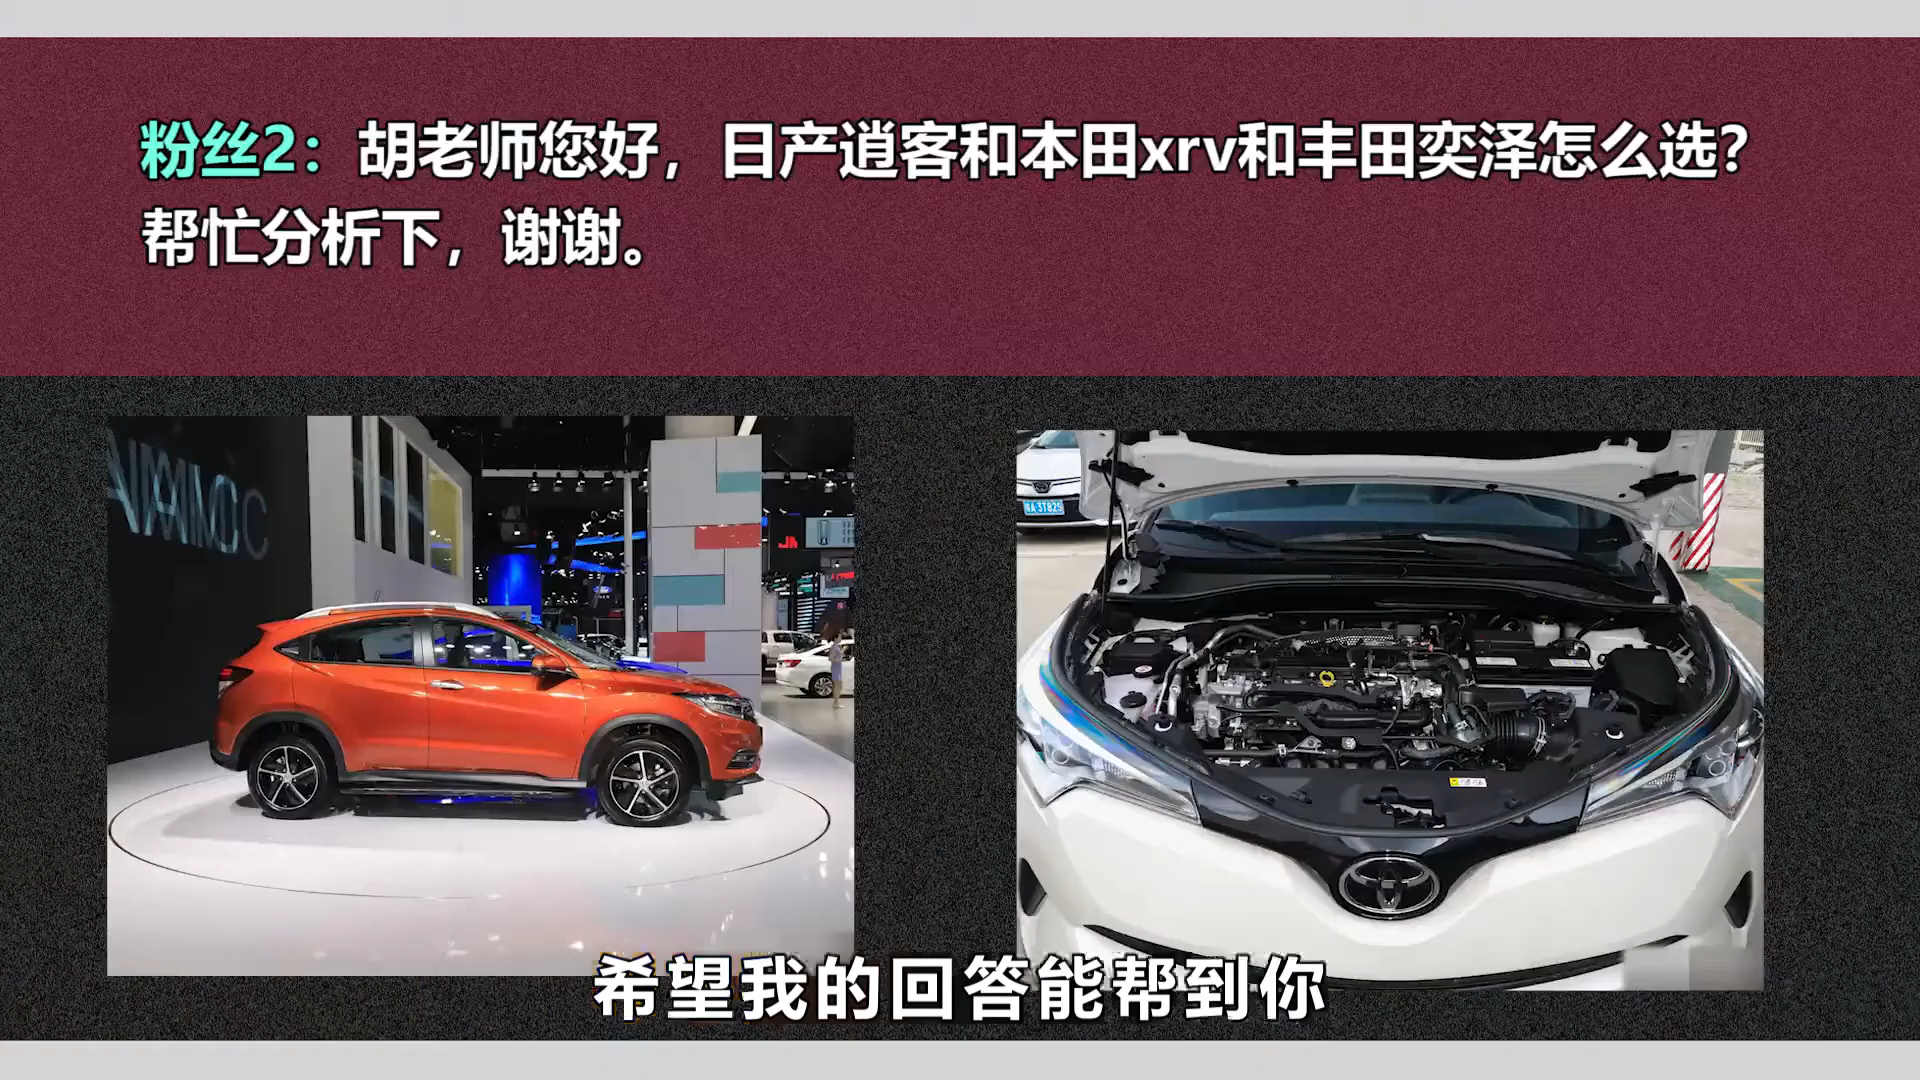 粉丝2：胡老师您好，日产逍客和本田xrv和丰田奕泽怎么选？
帮忙分析下，谢谢。
希望我的回答能帮到你